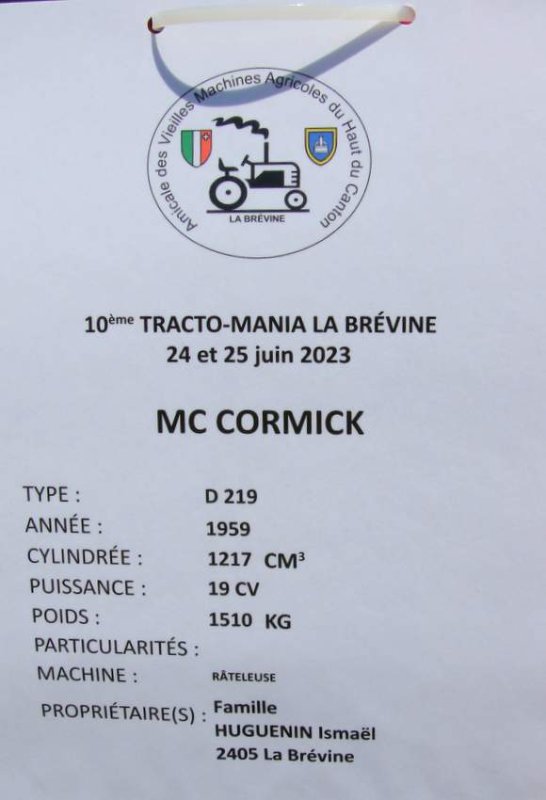 Amicale des Vieilles Machines Agricoles du Haut du Canton
LA BRÉVINE
10ème TRACTO-MANIA LA BRÉVINE
24 et 25 juin 2023
MC CORMICK
TYPE : D 219
ANNÉE : 1959
CYLINDRÉE : 1217 CM³
PUISSANCE : 19 CV
POIDS : 1510 KG
PARTICULARITÉS :
MACHINE : RÂTELEUSE
PROPRIÉTAIRE(S) : Famille
HUGUENIN Ismaël
2405 La Brévine